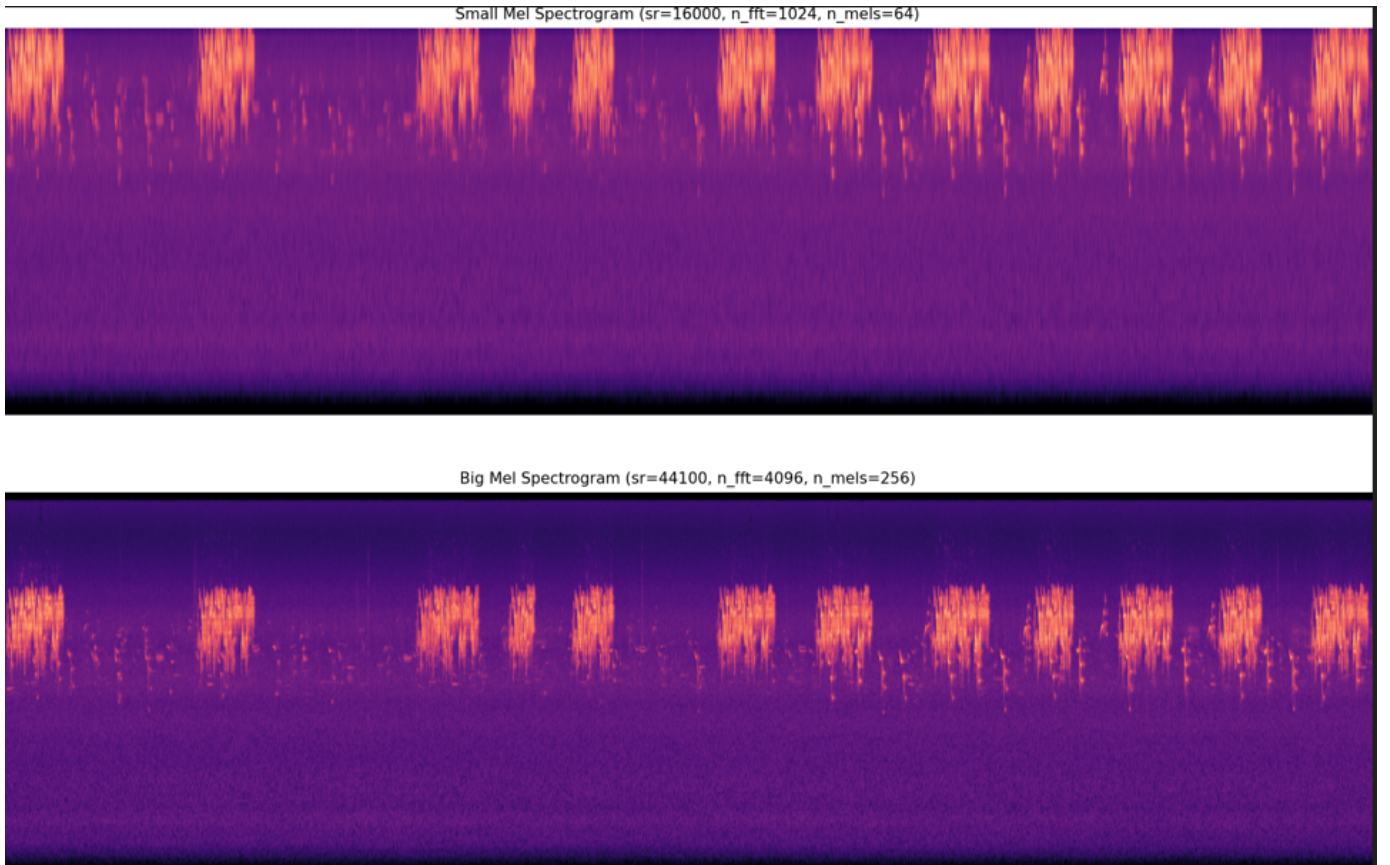 Small Mel Spectrogram (sr=16000, n_fft=1024, n_mels=64)
Big Mel Spectrogram (sr=44100, n_fft=4096, n_mels=256)